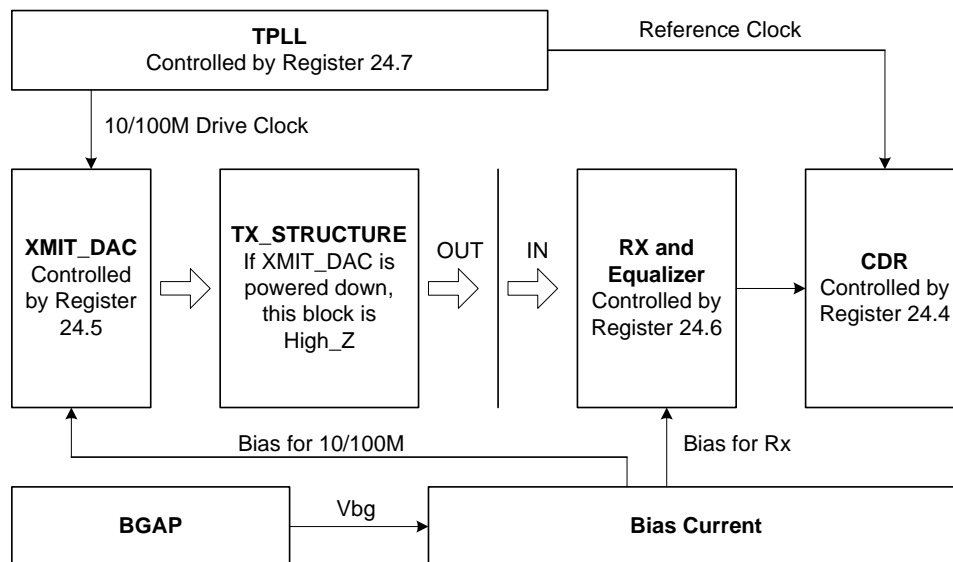 TPLL
Controlled by Register 24.7
Reference Clock
10/100M Drive Clock
XMIT_DAC
Controlled
by Register
24.5
TX_STRUCTURE
If XMIT_DAC is
powered down,
this block is
High_Z
OUT
IN
RX and
Equalizer
Controlled by
Register 24.6
CDR
Controlled by
Register 24.4
Bias for 10/100M
Bias for Rx
BGAP
Vbg
Bias Current